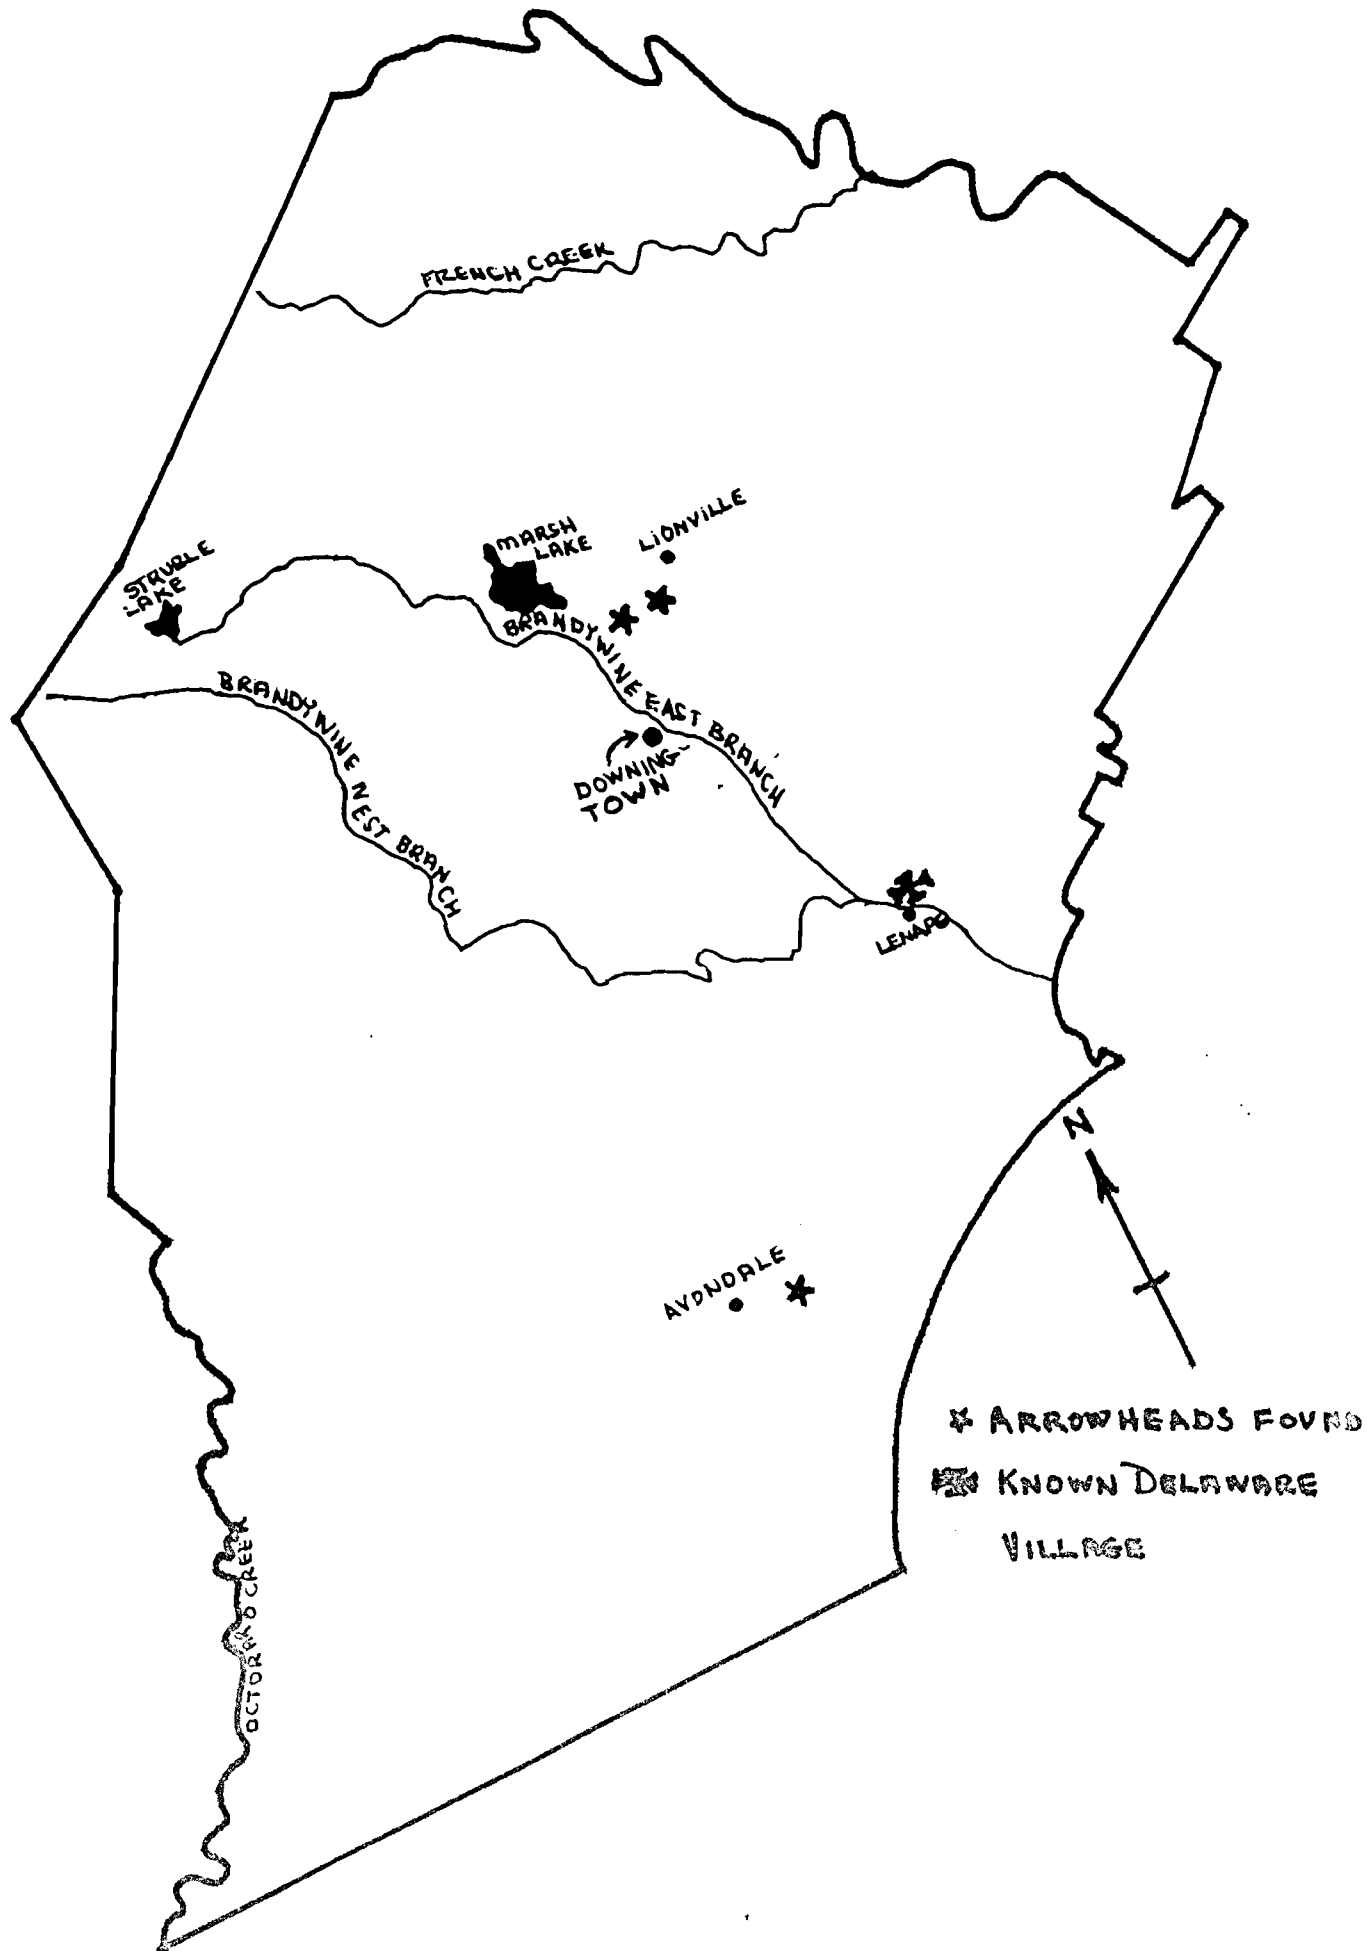 FRENCH CREEK
LIONVILLE
MARSH
LAKE
STRUBLE
LAKE
BRANDYWINE EAST BRANCH
BRANDYWINE WEST BRANCH
DOWNING-
TOWN
LENAPE
N
AVONDALE
ARROWHEADS FOUND
KNOWN DELAWARE
VILLAGE
OCTORARO CREEK